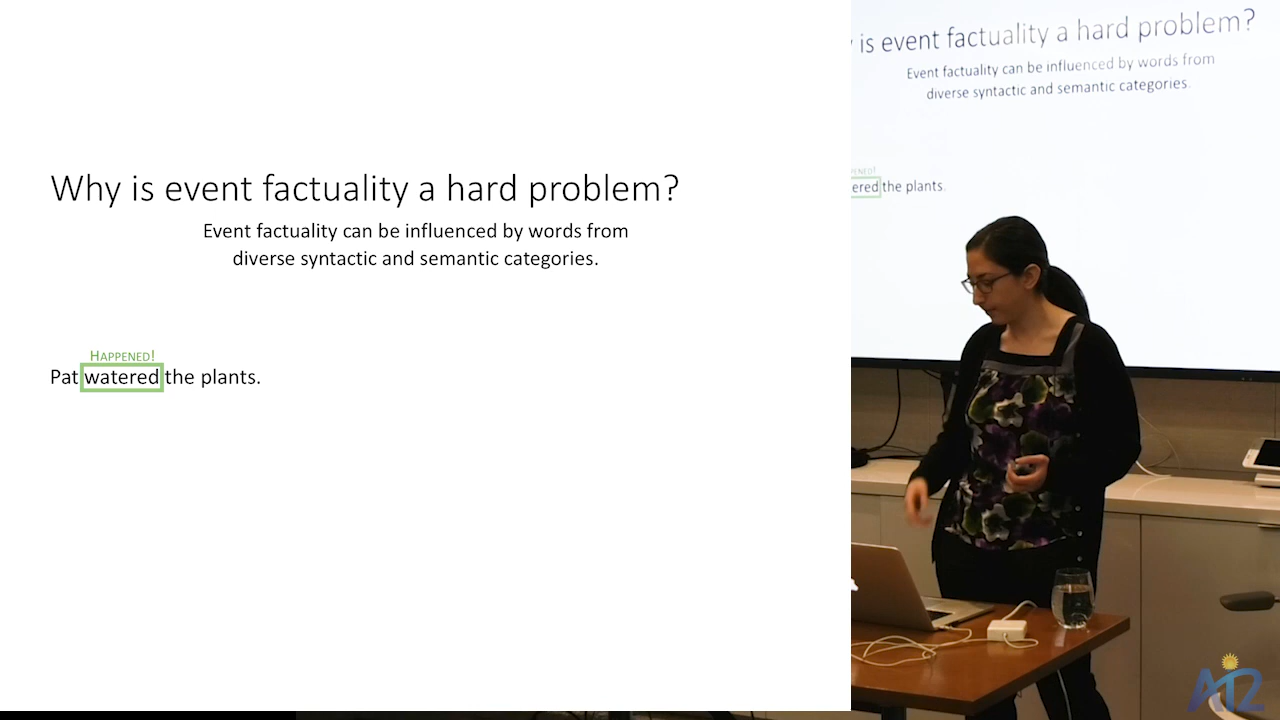 Why is event factuality a hard problem?
Event factuality can be influenced by words from
diverse syntactic and semantic categories.
HAPPENED!
Pat watered the plants.
is event factuality a hard problem?
Event factuality can be influenced by words from
diverse syntactic and semantic categories.
ered the plants.
AI2